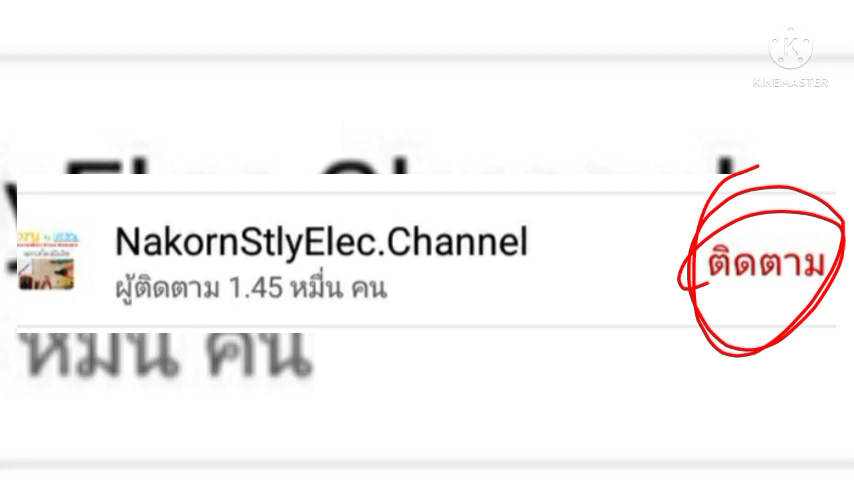 KINEMASTER
NakornStlyElec.Channel
ติดตาม
ผู้ติดตาม 1.45 หมื่น คน
หมื่น คน